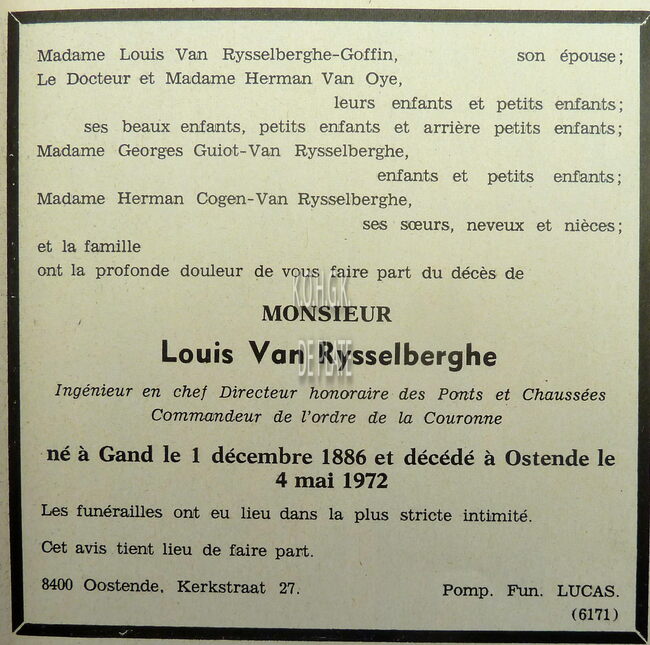 Madame Louis Van Rysselberghe-Goffin, son épouse;
Le Docteur et Madame Herman Van Oye,
leurs enfants et petits enfants;
ses beaux enfants, petits enfants et arrière petits enfants;
Madame Georges Guiot-Van Rysselberghe,
enfants et petits enfants;
Madame Herman Cogen-Van Rysselberghe,
ses sœurs, neveux et nièces;
et la famille
ont la profonde douleur de vous faire part du décès de
KOHGK
MONSIEUR
Louis Van Rysselberghe
DE PLATE
Ingénieur en chef Directeur honoraire des Ponts et Chaussées
Commandeur de l'ordre de la Couronne
né à Gand le 1 décembre 1886 et décédé à Ostende le
4 mai 1972
Les funérailles ont eu lieu dans la plus stricte intimité.
Cet avis tient lieu de faire part.
8400 Oostende, Kerkstraat 27. Pomp. Fun. LUCAS.
(6171)